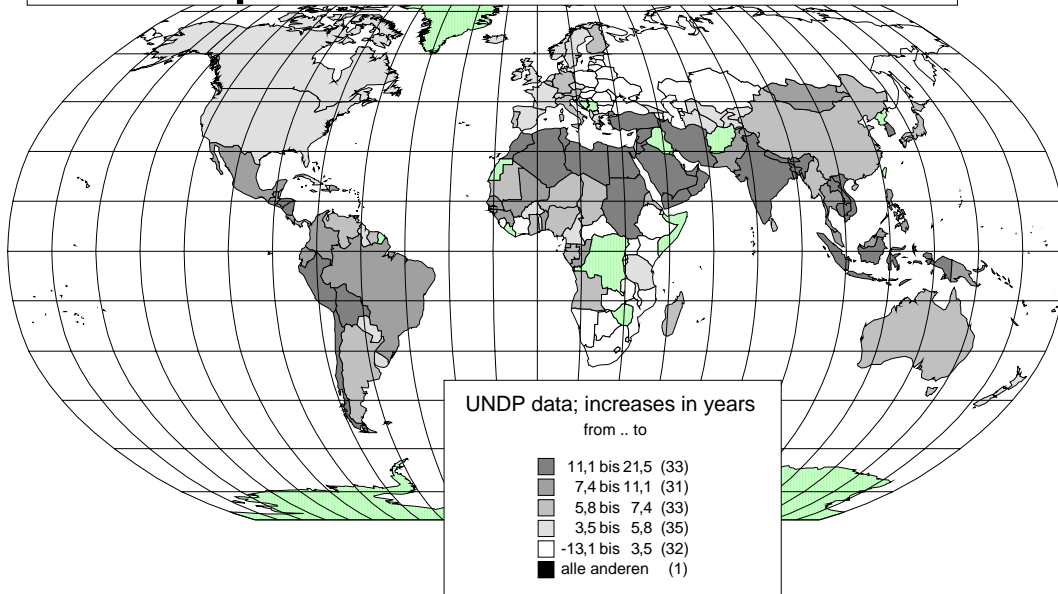 UNDP data; increases in years
from .. to
11,1 bis 21,5 (33)
7,4 bis 11,1 (31)
5,8 bis 7,4 (33)
3,5 bis 5,8 (35)
-13,1 bis 3,5 (32)
alle anderen (1)